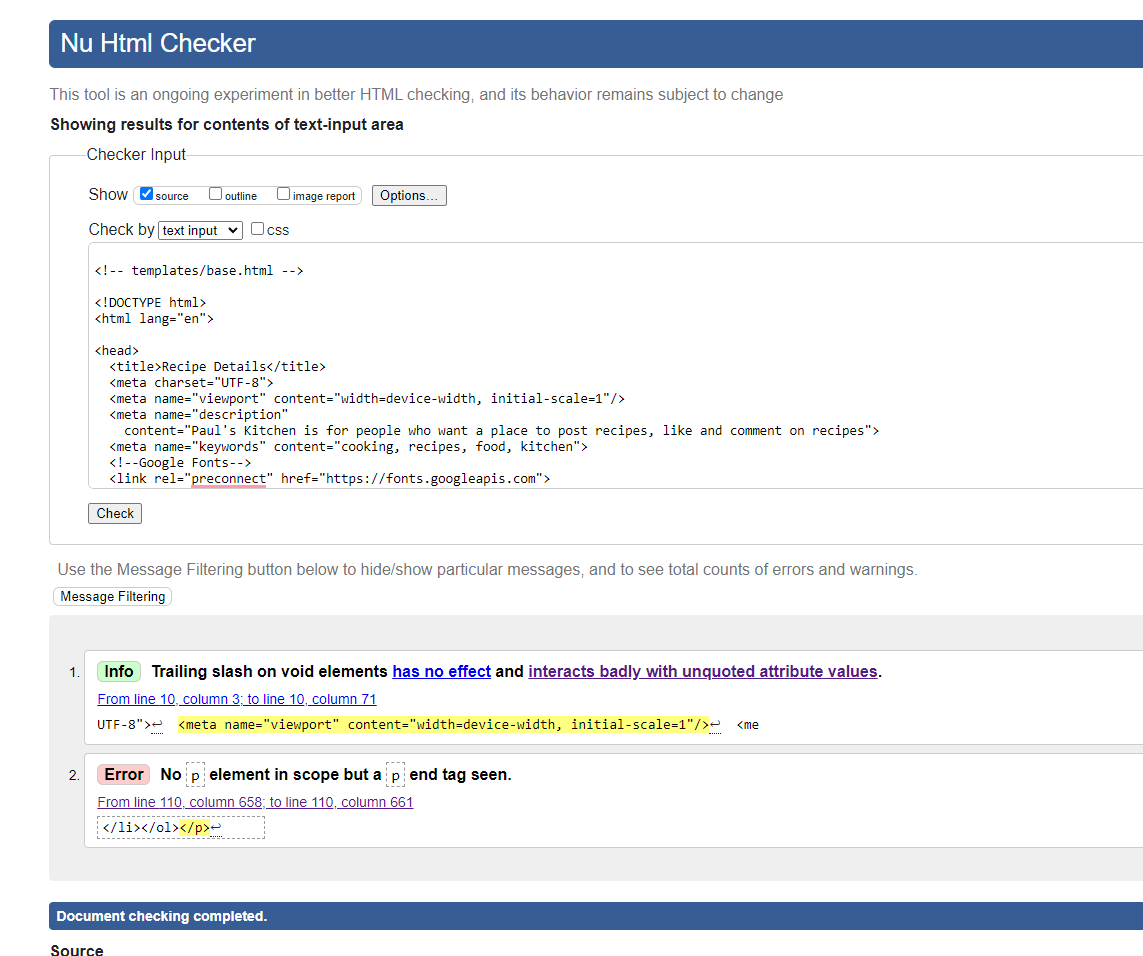 Nu Html Checker
This tool is an ongoing experiment in better HTML checking, and its behavior remains subject to change
Showing results for contents of text-input area
Checker Input
Show source outline image report Options...
Check by text input css
<!-- templates/base.html -->
<!DOCTYPE html>
<html lang="en">
<head>
<title>Recipe Details</title>
<meta charset="UTF-8">
<meta name="viewport" content="width=device-width, initial-scale=1"/>
<meta name="description"
content="Paul's Kitchen is for people who want a place to post recipes, like and comment on recipes">
<meta name="keywords" content="cooking, recipes, food, kitchen">
<!--Google Fonts-->
<link rel="preconnect" href="https://fonts.googleapis.com">
Check
Use the Message Filtering button below to hide/show particular messages, and to see total counts of errors and warnings.
Message Filtering
1. Info Trailing slash on void elements has no effect and interacts badly with unquoted attribute values.
From line 10, column 3; to line 10, column 71
UTF-8">↩ <meta name="viewport" content="width=device-width, initial-scale=1"/>↩ <me
2. Error No p element in scope but a p end tag seen.
From line 110, column 658; to line 110, column 661
</li></ol></p>↩
Document checking completed.
Source